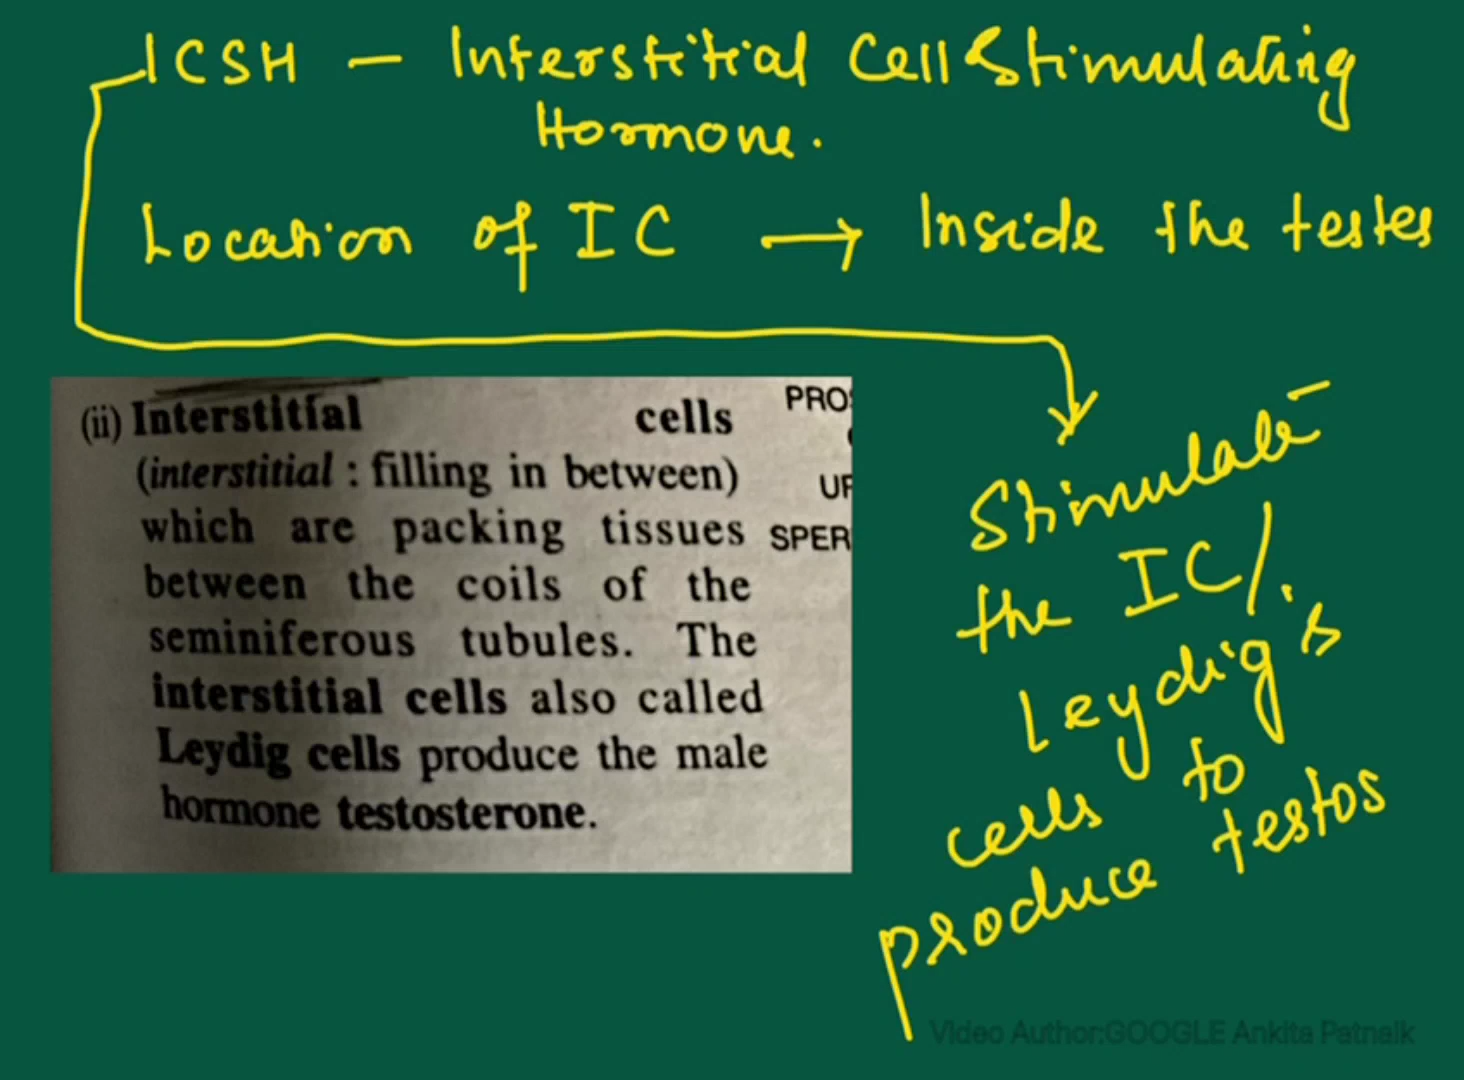 ICSH – Interstitial Cell Stimulating
Hormone.
Location of IC → Inside the testes
(ii) Interstitial cells
(interstitial : filling in between)
which are packing tissues
between the coils of the
seminiferous tubules. The
interstitial cells also called
Leydig cells produce the male
hormone testosterone.
PROS
UR
SPER
Stimulate
the IC/
Leydig's
cells to
produce testos
Video Author:GOOGLE Ankita Patnaik